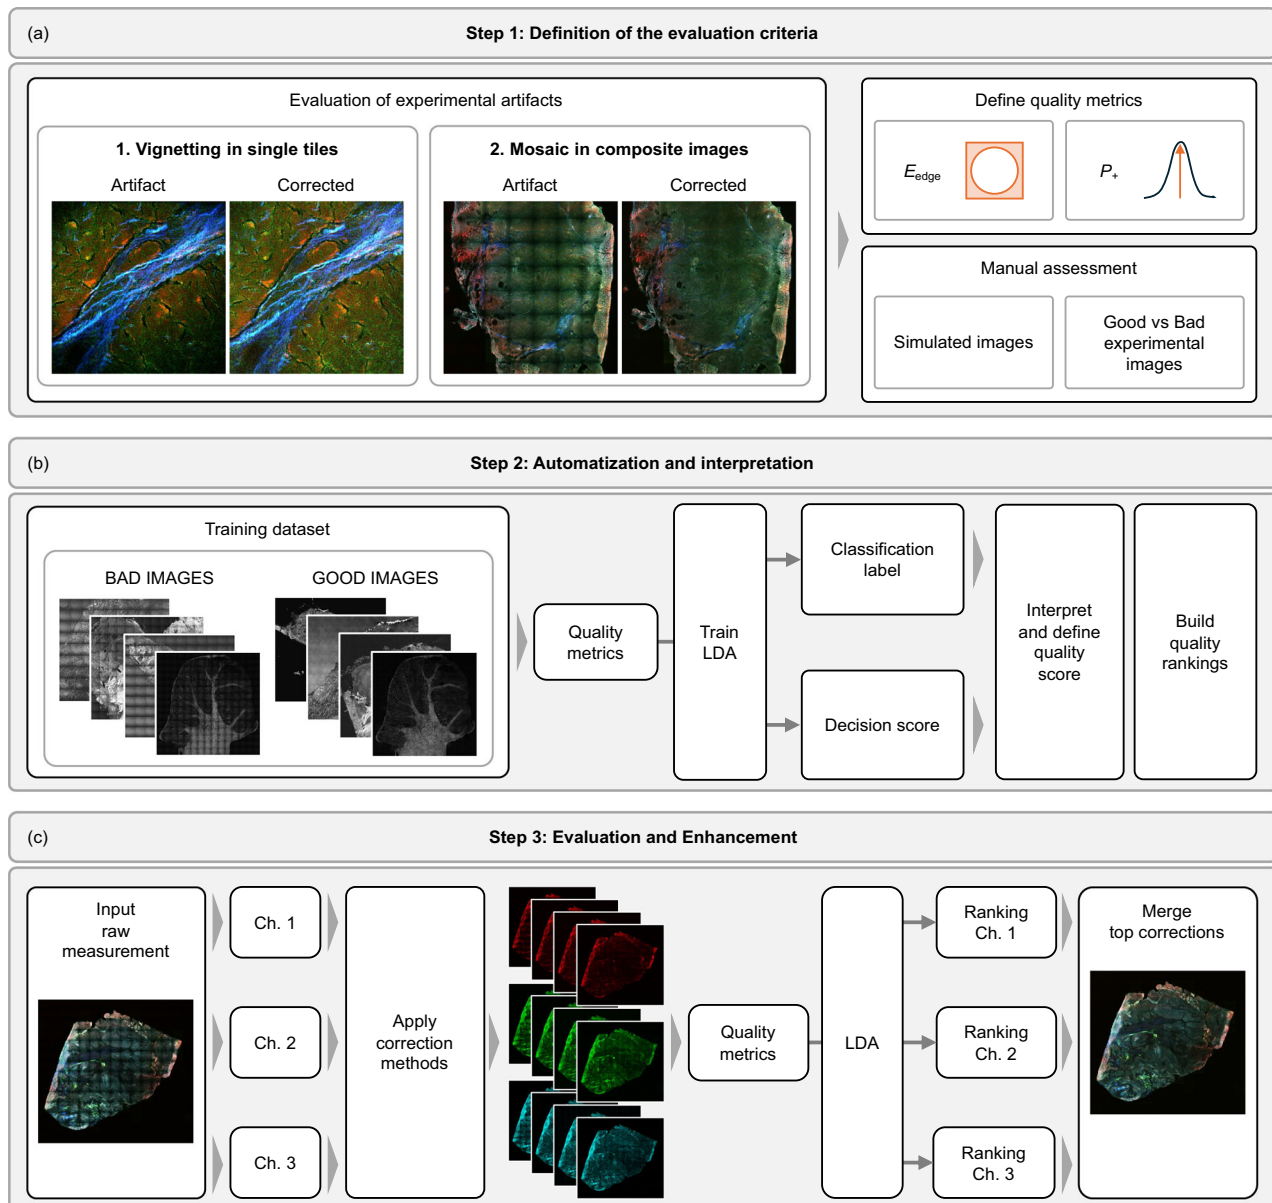 (a)
Step 1: Definition of the evaluation criteria
Evaluation of experimental artifacts
1. Vignetting in single tiles
Artifact
Corrected
2. Mosaic in composite images
Artifact
Corrected
Define quality metrics
E_edge
P_+
Manual assessment
Simulated images
Good vs Bad
experimental
images
(b)
Step 2: Automatization and interpretation
Training dataset
BAD IMAGES
GOOD IMAGES
Quality
metrics
Train
LDA
Classification
label
Decision score
Interpret
and define
quality
score
Build
quality
rankings
(c)
Step 3: Evaluation and Enhancement
Input
raw
measurement
Ch. 1
Ch. 2
Ch. 3
Apply
correction
methods
Quality
metrics
LDA
Ranking
Ch. 1
Ranking
Ch. 2
Ranking
Ch. 3
Merge
top corrections